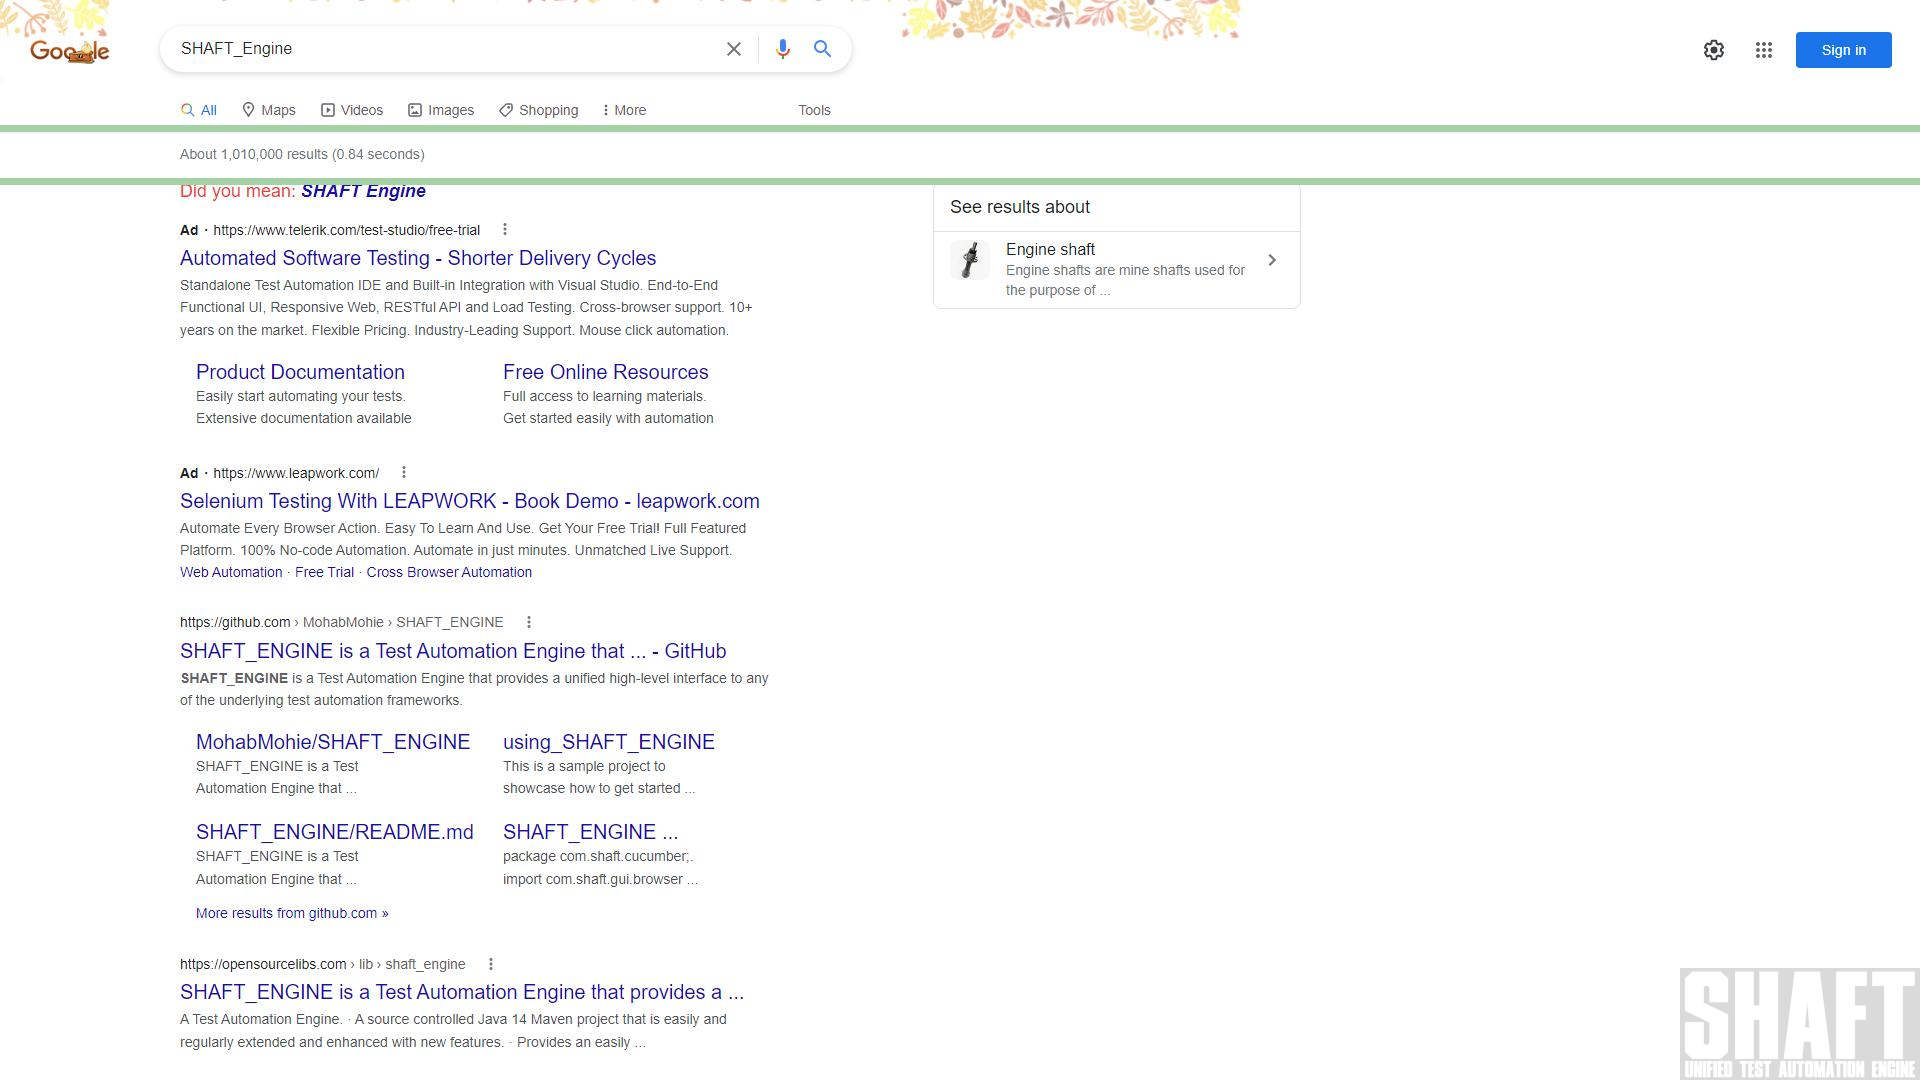 Google
SHAFT_Engine
Sign in
All
Maps
Videos
Images
Shopping
More
Tools
About 1,010,000 results (0.84 seconds)
Did you mean: SHAFT Engine
Ad · https://www.telerik.com/test-studio/free-trial
Automated Software Testing - Shorter Delivery Cycles
Standalone Test Automation IDE and Built-in Integration with Visual Studio. End-to-End
Functional UI, Responsive Web, RESTful API and Load Testing. Cross-browser support. 10+
years on the market. Flexible Pricing. Industry-Leading Support. Mouse click automation.
Product Documentation
Easily start automating your tests.
Extensive documentation available
Free Online Resources
Full access to learning materials.
Get started easily with automation
Ad · https://www.leapwork.com/
Selenium Testing With LEAPWORK - Book Demo - leapwork.com
Automate Every Browser Action. Easy To Learn And Use. Get Your Free Trial! Full Featured
Platform. 100% No-code Automation. Automate in just minutes. Unmatched Live Support.
Web Automation · Free Trial · Cross Browser Automation
https://github.com › MohabMohie › SHAFT_ENGINE
SHAFT_ENGINE is a Test Automation Engine that ... - GitHub
SHAFT_ENGINE is a Test Automation Engine that provides a unified high-level interface to any
of the underlying test automation frameworks.
MohabMohie/SHAFT_ENGINE
SHAFT_ENGINE is a Test
Automation Engine that ...
using_SHAFT_ENGINE
This is a sample project to
showcase how to get started ...
SHAFT_ENGINE/README.md
SHAFT_ENGINE is a Test
Automation Engine that ...
SHAFT_ENGINE ...
package com.shaft.cucumber;.
import com.shaft.gui.browser ...
More results from github.com »
https://opensourcelibs.com › lib › shaft_engine
SHAFT_ENGINE is a Test Automation Engine that provides a ...
A Test Automation Engine. · A source controlled Java 14 Maven project that is easily and
regularly extended and enhanced with new features. · Provides an easily ...
See results about
Engine shaft
Engine shafts are mine shafts used for
the purpose of ...
SHAFT
UNIFIED TEST AUTOMATION ENGINE